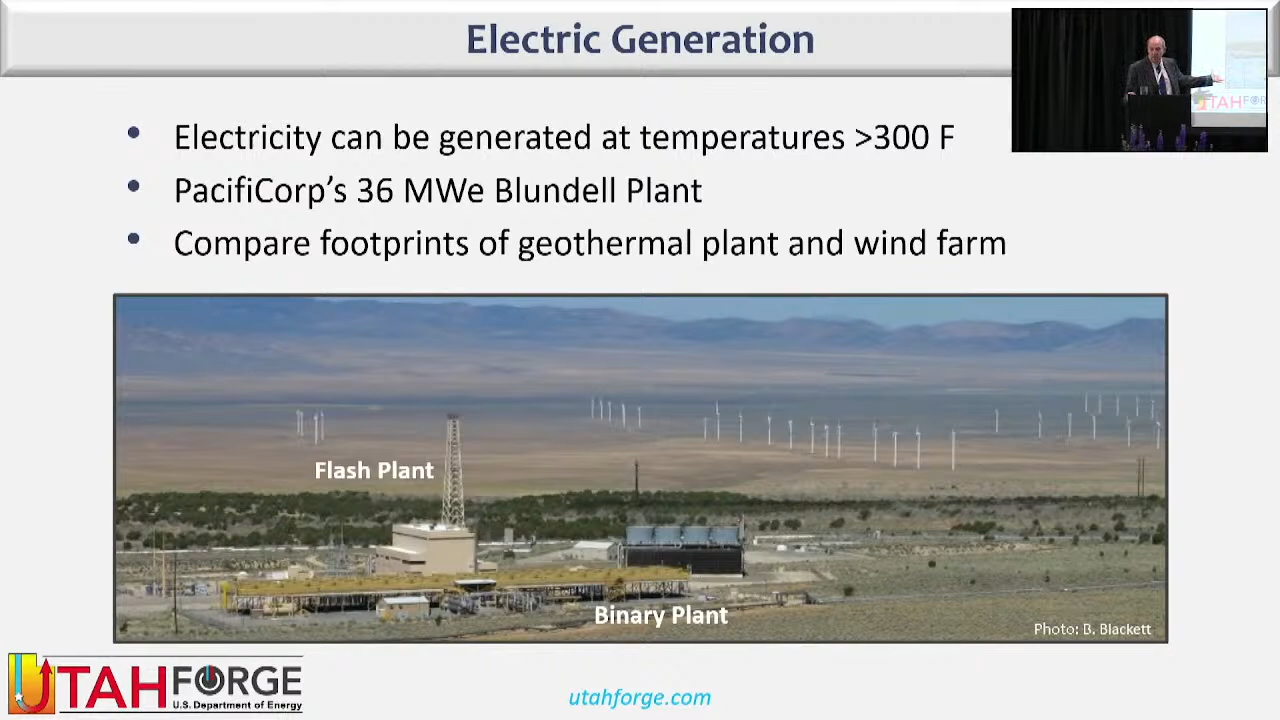 Electric Generation
• Electricity can be generated at temperatures >300 F
• PacifiCorp’s 36 MWe Blundell Plant
• Compare footprints of geothermal plant and wind farm
TAHFO
Flash Plant
Binary Plant
Photo: B. Blackett
UTAH FORGE
U.S. Department of Energy
utahforge.com